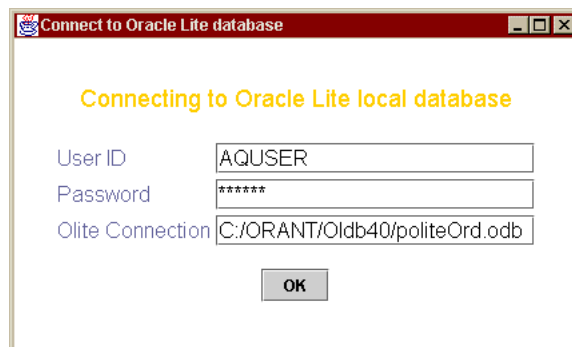 Connect to Oracle Lite database
Connecting to Oracle Lite local database
User ID AQUSER
Password ******
Olite Connection C:/ORANT/Oldb40/politeOrd.odb
OK